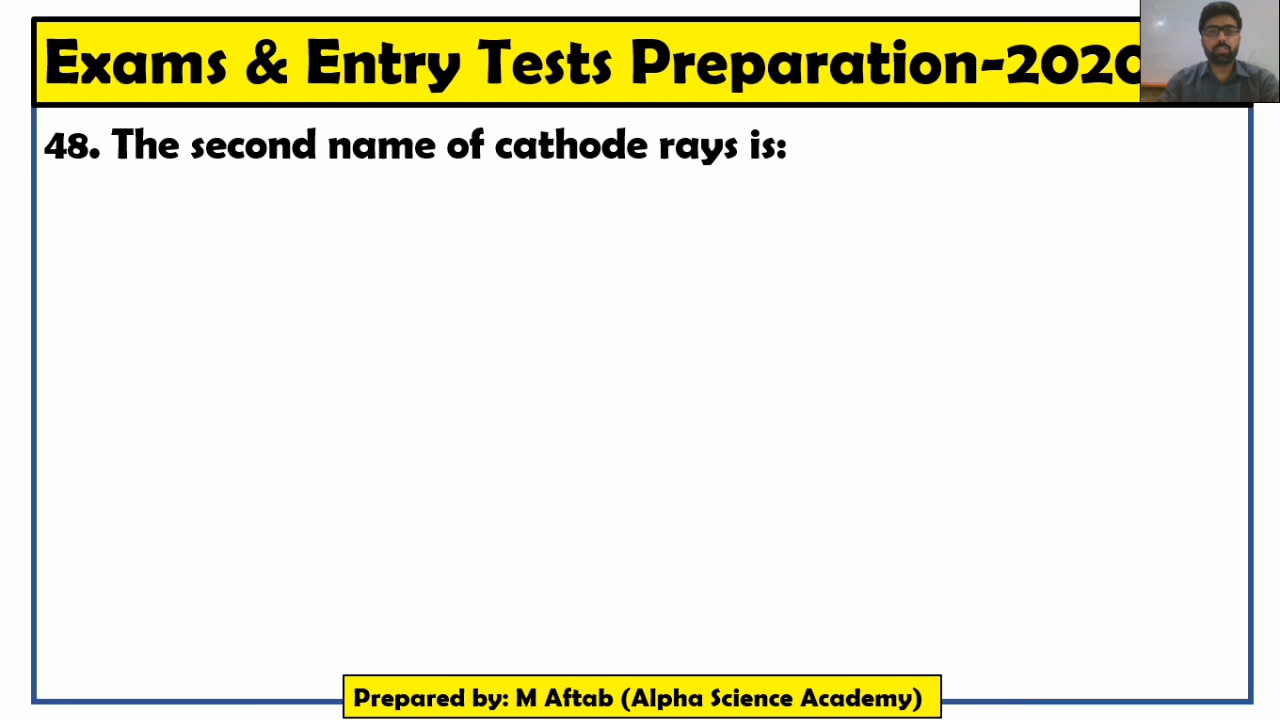 Exams & Entry Tests Preparation-2020
48. The second name of cathode rays is:
Prepared by: M Aftab (Alpha Science Academy)